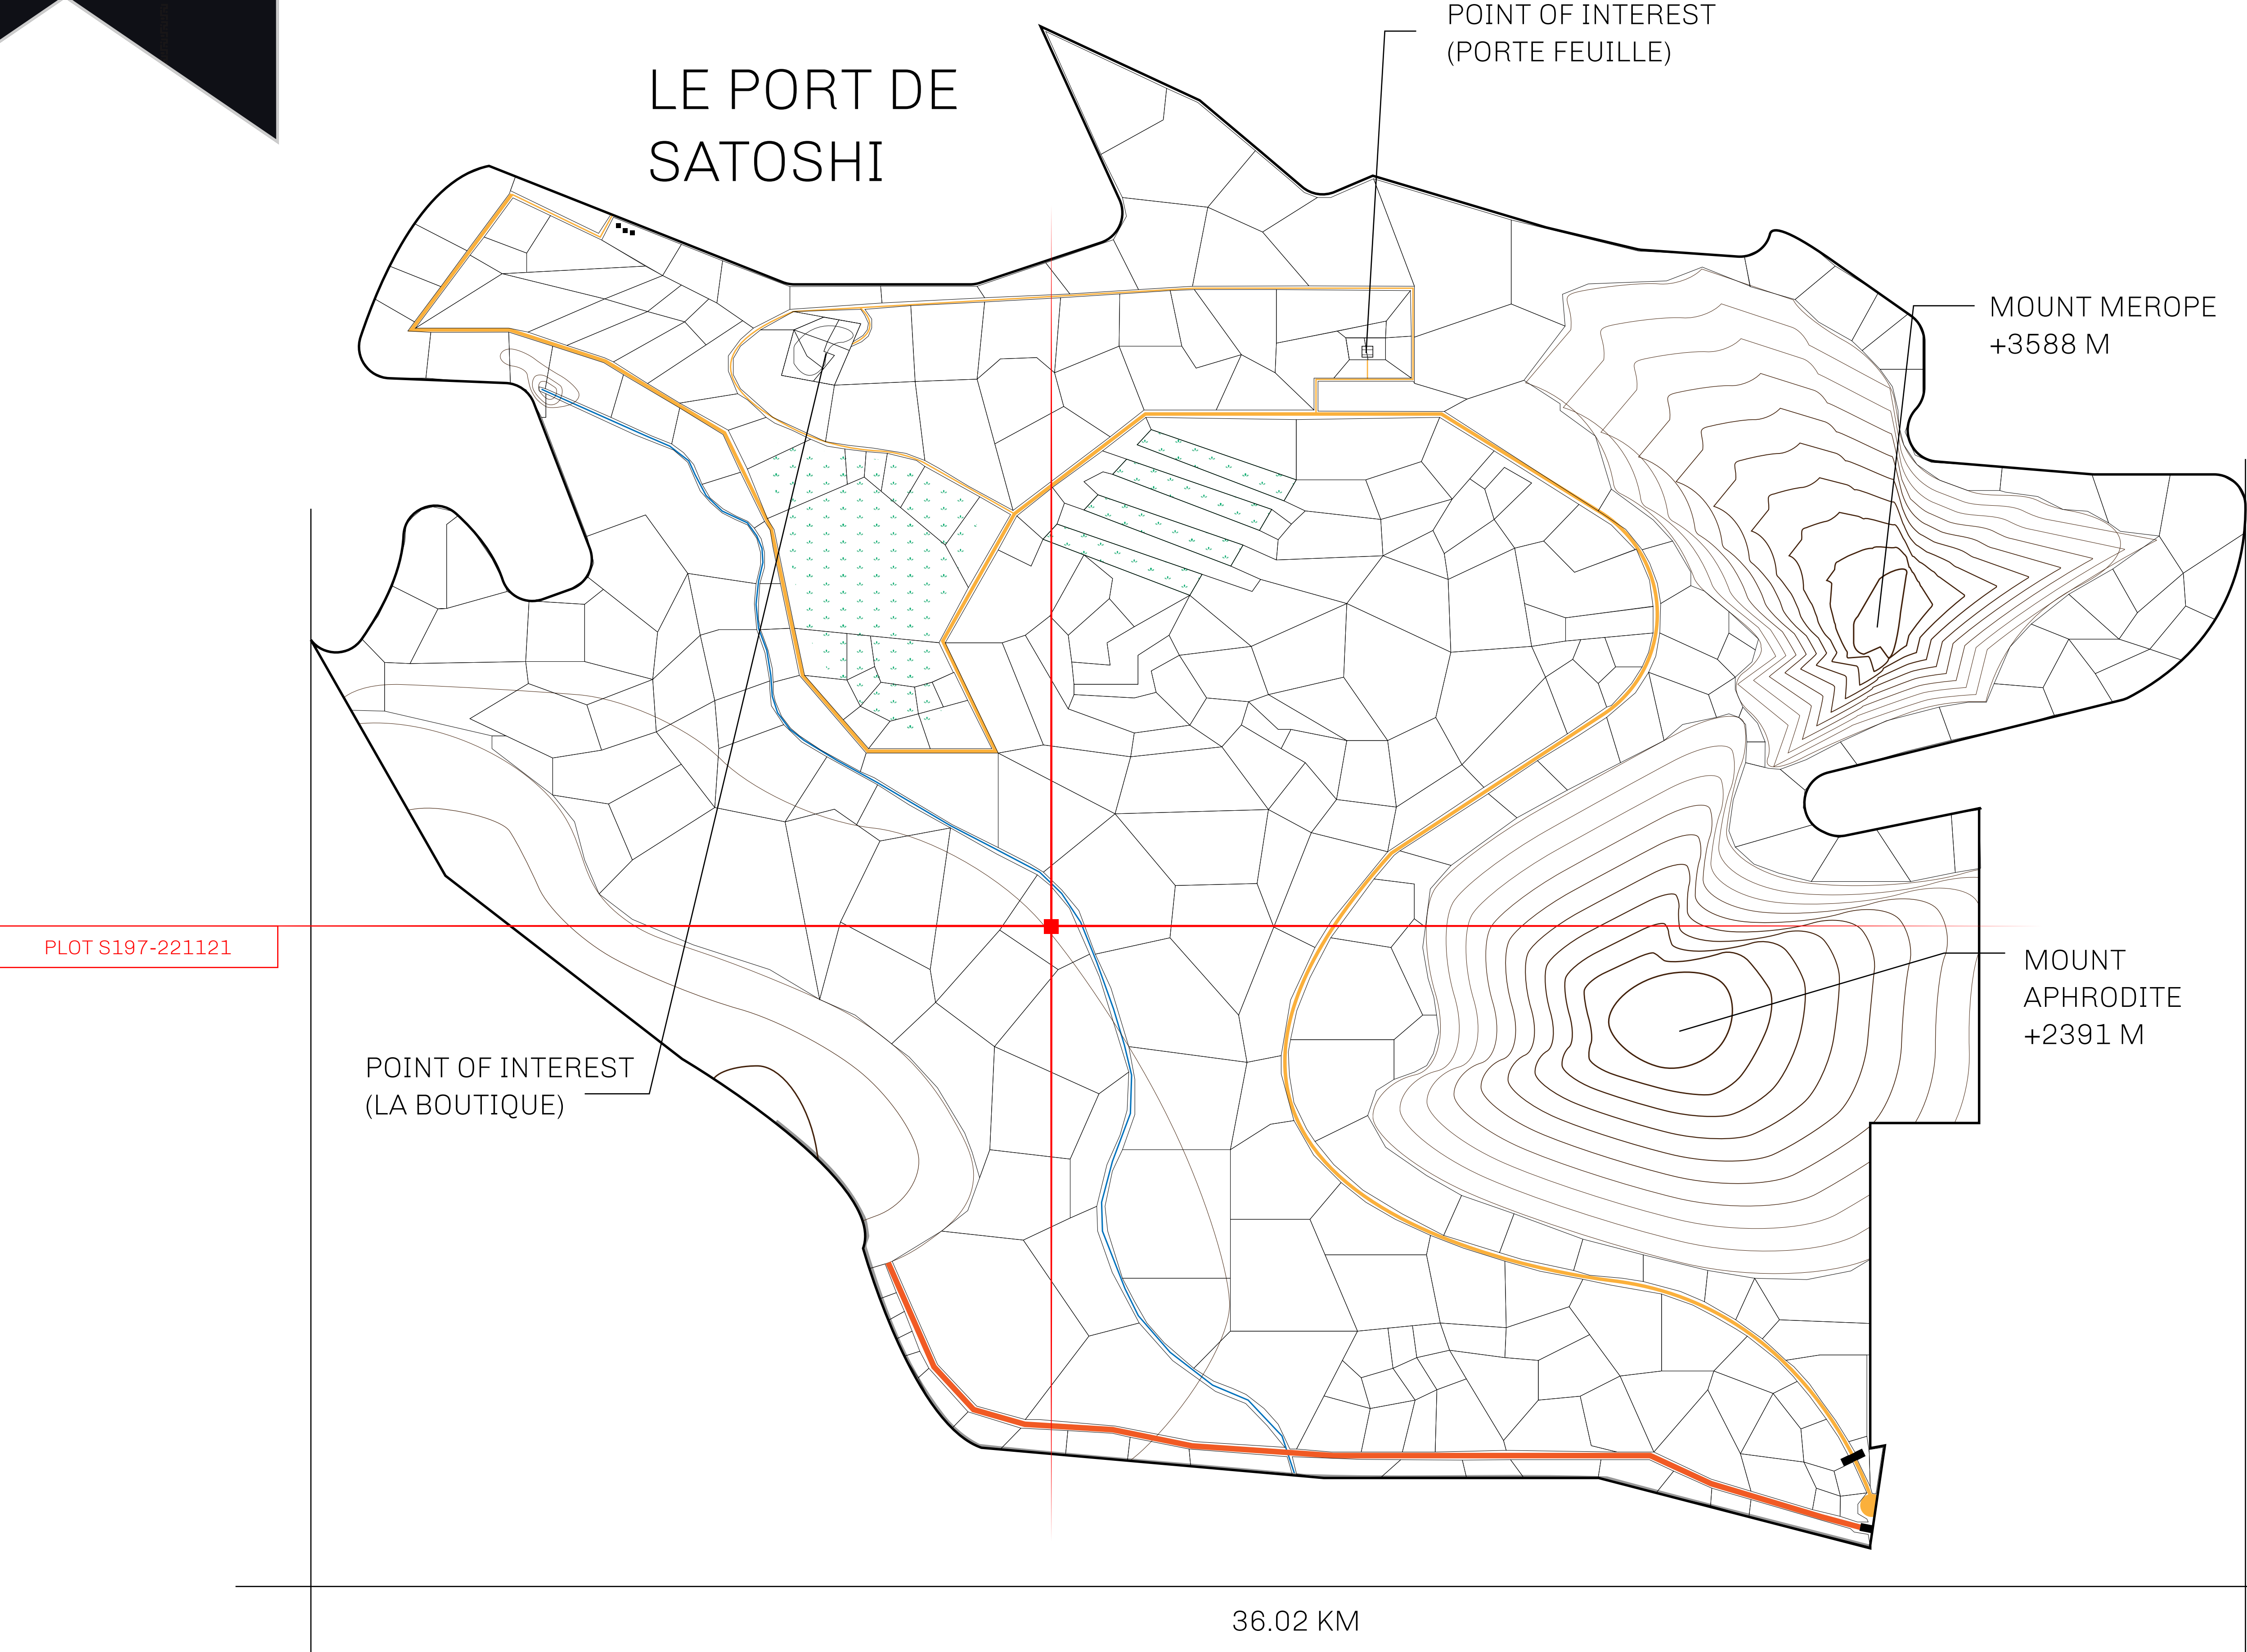 POINT OF INTEREST
(PORTE FEUILLE)
LE PORT DE
SATOSHI
MOUNT MEROPE
+3588 M
PLOT S197-221121
MOUNT
APHRODITE
+2391 M
POINT OF INTEREST
(LA BOUTIQUE)
36.02 KM